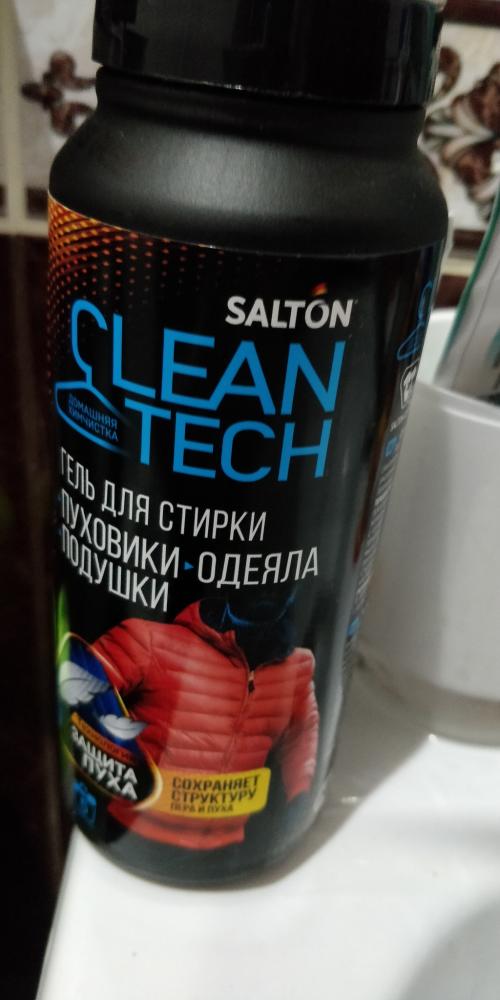 SALTON
CLEAN
TECH
ДОМАШНЯЯ
ХИМЧИСТКА
ГЕЛЬ ДЛЯ СТИРКИ
ПУХОВИКИ ▸ ОДЕЯЛА
ПОДУШКИ
ЗАЩИТА
ПУХА
СОХРАНЯЕТ
СТРУКТУРУ
ПЕРА И ПУХА